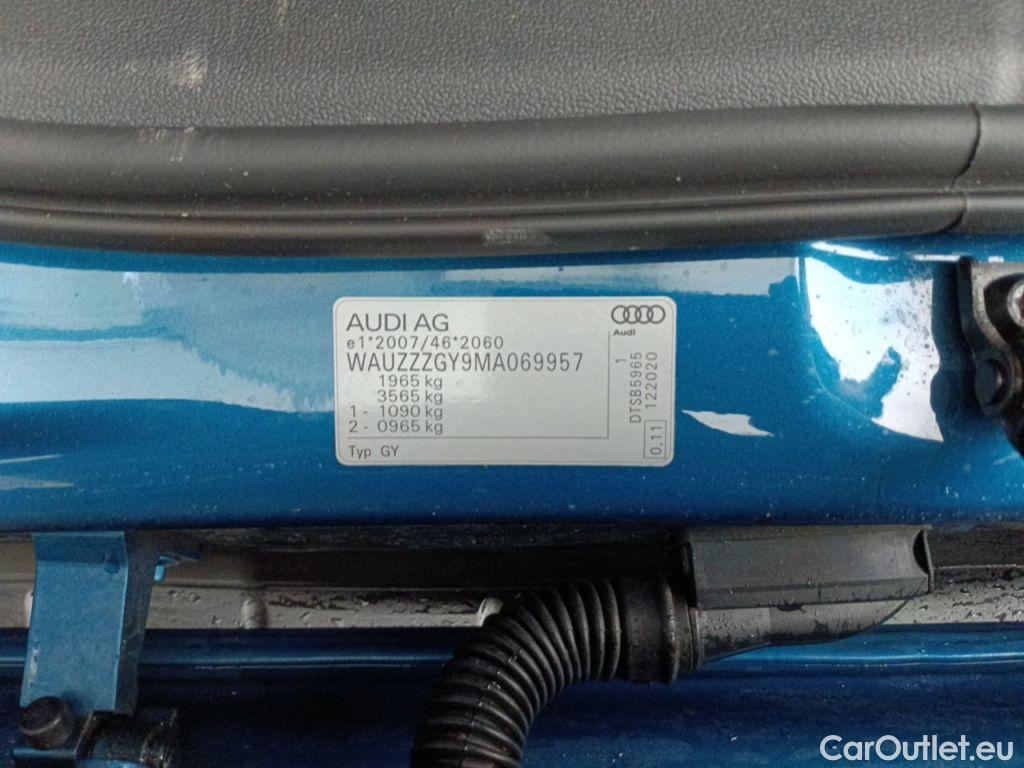 AUDI AG
e1*2007/46*2060
WAUZZZGY9MA069957
1965 kg
3565 kg
1 - 1090 kg
2 - 0965 kg
Typ GY
Audi
DTSB5965 1
0.11 122020
CarOutlet.eu